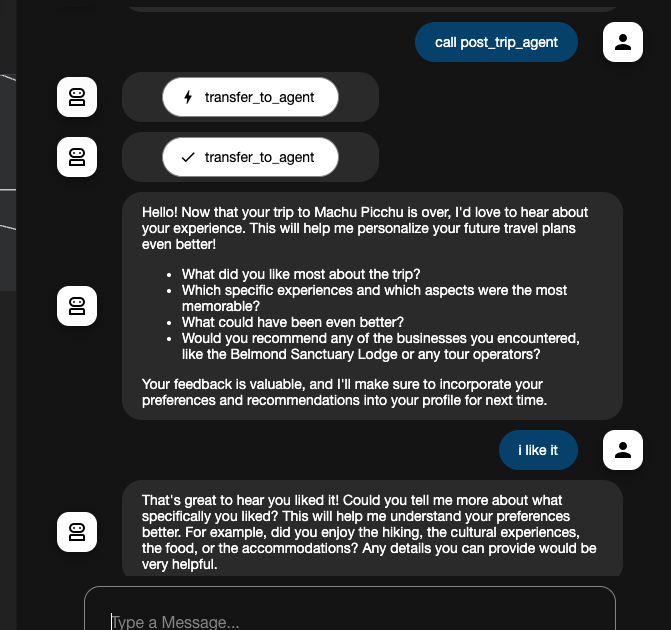 call post_trip_agent
transfer_to_agent
transfer_to_agent
Hello! Now that your trip to Machu Picchu is over, I'd love to hear about
your experience. This will help me personalize your future travel plans
even better!
• What did you like most about the trip?
• Which specific experiences and which aspects were the most
memorable?
• What could have been even better?
• Would you recommend any of the businesses you encountered,
like the Belmond Sanctuary Lodge or any tour operators?
Your feedback is valuable, and I'll make sure to incorporate your
preferences and recommendations into your profile for next time.
i like it
That's great to hear you liked it! Could you tell me more about what
specifically you liked? This will help me understand your preferences
better. For example, did you enjoy the hiking, the cultural experiences,
the food, or the accommodations? Any details you can provide would be
very helpful.
Type a Message...